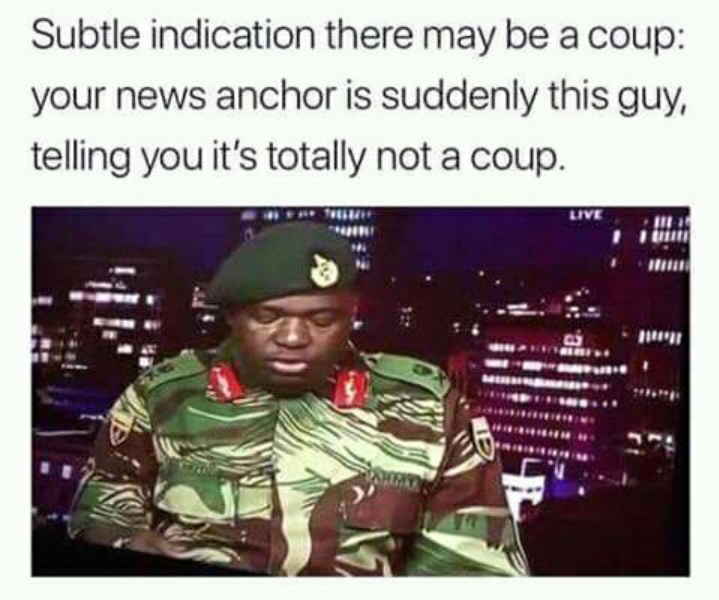 Subtle indication there may be a coup:
your news anchor is suddenly this guy,
telling you it's totally not a coup.
LIVE